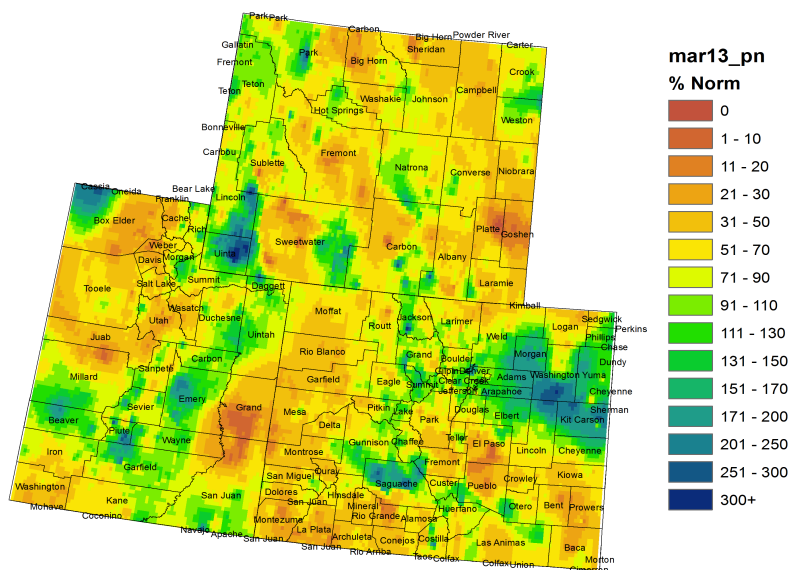 Park Park
Carbon
Big Horn Powder River
Gallatin
Park
Sheridan
Carter
Fremont
Big Horn
Crook
Teton Teton
Washakie Johnson
Campbell
Hot Springs
Weston
Bonneville
Caribou
Fremont
Sublette
Natrona
Converse
Niobrara
Cassia
Oneida
Bear Lake
Franklin
Lincoln
Box Elder
Cache
Rich
Platte
Goshen
Weber
Sweetwater
Carbon
Davis
Morgan
Uinta
Albany
Tooele
Salt Lake
Summit
Daggett
Laramie
Wasatch
Moffat
Kimball
Utah
Duchesne
Jackson
Larimer
Logan
Sedgwick
Perkins
Juab
Uintah
Routt
Weld
Phillips
Chase
Carbon
Rio Blanco
Grand
Boulder
Morgan
Dundy
Millard
Sanpete
Garfield
Eagle
Summit
Gilpin Denver
Clear Creek
Adams
Washington Yuma
Jefferson
Arapahoe
Cheyenne
Emery
Sevier
Grand
Mesa
Pitkin
Lake
Park
Douglas
Elbert
Kit Carson
Sherman
Beaver
Piute
Wayne
Delta
Gunnison
Chaffee
Teller
El Paso
Lincoln
Cheyenne
Iron
Garfield
Montrose
Ouray
San Miguel
Saguache
Fremont
Custer
Pueblo
Crowley
Kiowa
Washington
Kane
San Juan
Dolores
San Juan
Hinsdale
Mineral
Rio Grande
Alamosa
Huerfano
Otero
Bent
Prowers
Mohave
Coconino
Navajo
Apache
San Juan
Montezuma
La Plata
San Juan
Archuleta
Rio Arriba
Conejos
Costilla
Taos
Colfax
Las Animas
Colfax
Union
Baca
Morton
Cimarron
mar13_pn
% Norm
0
1 - 10
11 - 20
21 - 30
31 - 50
51 - 70
71 - 90
91 - 110
111 - 130
131 - 150
151 - 170
171 - 200
201 - 250
251 - 300
300+